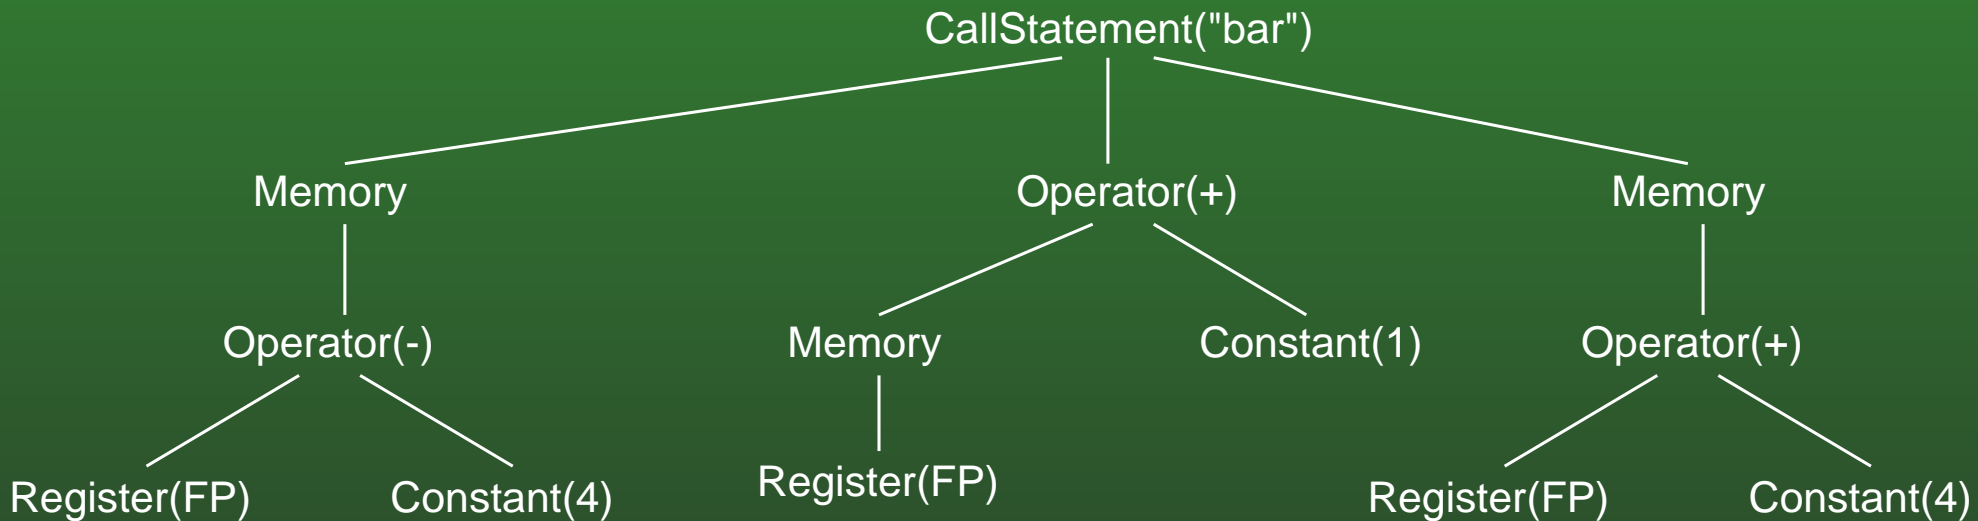 CallStatement("bar")
Memory
Operator(+)
Memory
Operator(-)
Memory
Constant(1)
Operator(+)
Register(FP)
Constant(4)
Register(FP)
Register(FP)
Constant(4)